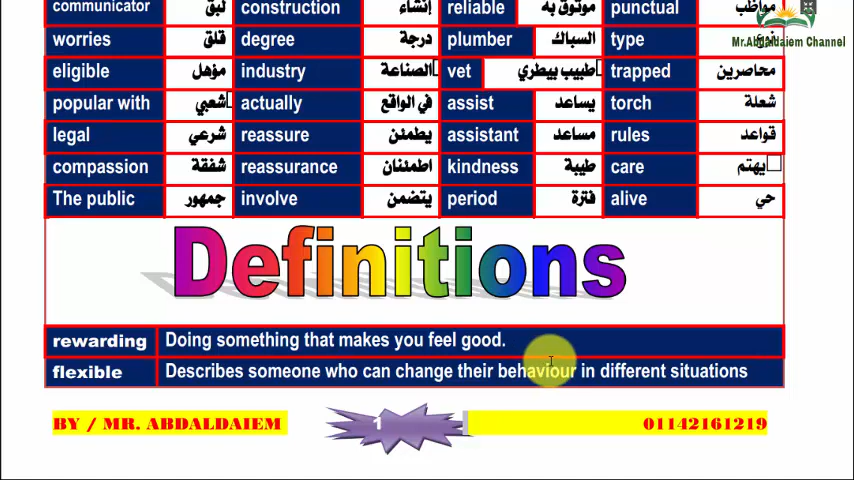 communicator لبق construction إنشاء reliable موثوق به punctual مواظب
Mr.Abdaldaiem Channel
worries قلق degree درجة plumber السباك type نوع
eligible مؤهل industry الصناعة vet طبيب بيطري trapped محاصرين
popular with شعبي actually في الواقع assist يساعد torch شعلة
legal شرعي reassure يطمئن assistant مساعد rules قواعد
compassion شفقة reassurance اطمئنان kindness طيبة care يهتم
The public جمهور involve يتضمن period فترة alive حي
Definitions
rewarding Doing something that makes you feel good.
flexible Describes someone who can change their behaviour in different situations
BY / MR. ABDALDAIEM 1 01142161219